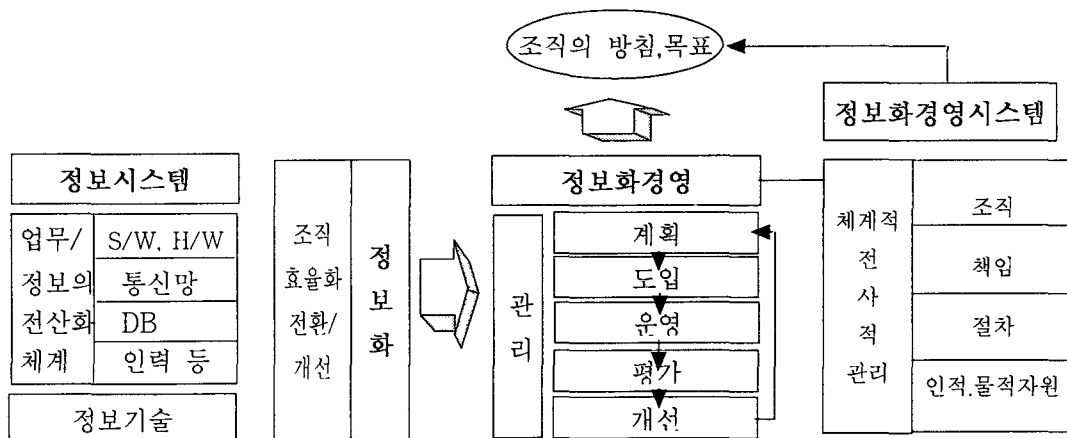 조직의 방침,목표
정보화경영시스템
정보시스템
업무/
정보의
전산화
체계
S/W, H/W
통신망
DB
인력 등
정보기술
조직
효율화
전환/
개선
정
보
화
정보화경영
관
리
계획
도입
운영
평가
개선
체계적
전
사
적
관리
조직
책임
절차
인적.물적자원